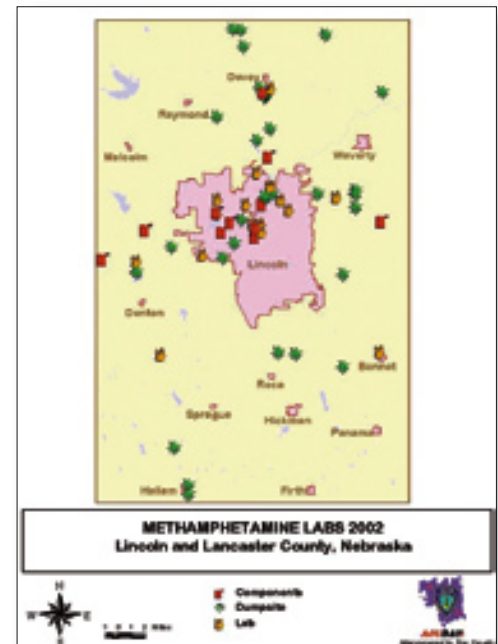 Davey
Raymond
Malcolm
Waverly
Lincoln
Denton
Bennet
Roca
Sprague
Hickman
Panama
Hallam
Firth
METHAMPHETAMINE LABS 2002
Lincoln and Lancaster County, Nebraska
N
W E
S
Components
Dumpsite
Lab